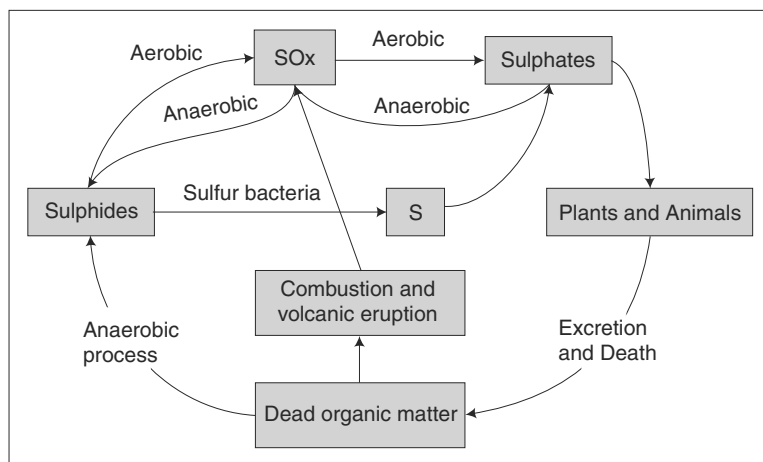 Aerobic
SOx
Aerobic
Sulphates
Anaerobic
Anaerobic
Sulphides
Sulfur bacteria
S
Plants and Animals
Combustion and
volcanic eruption
Anaerobic
process
Excretion
and Death
Dead organic matter